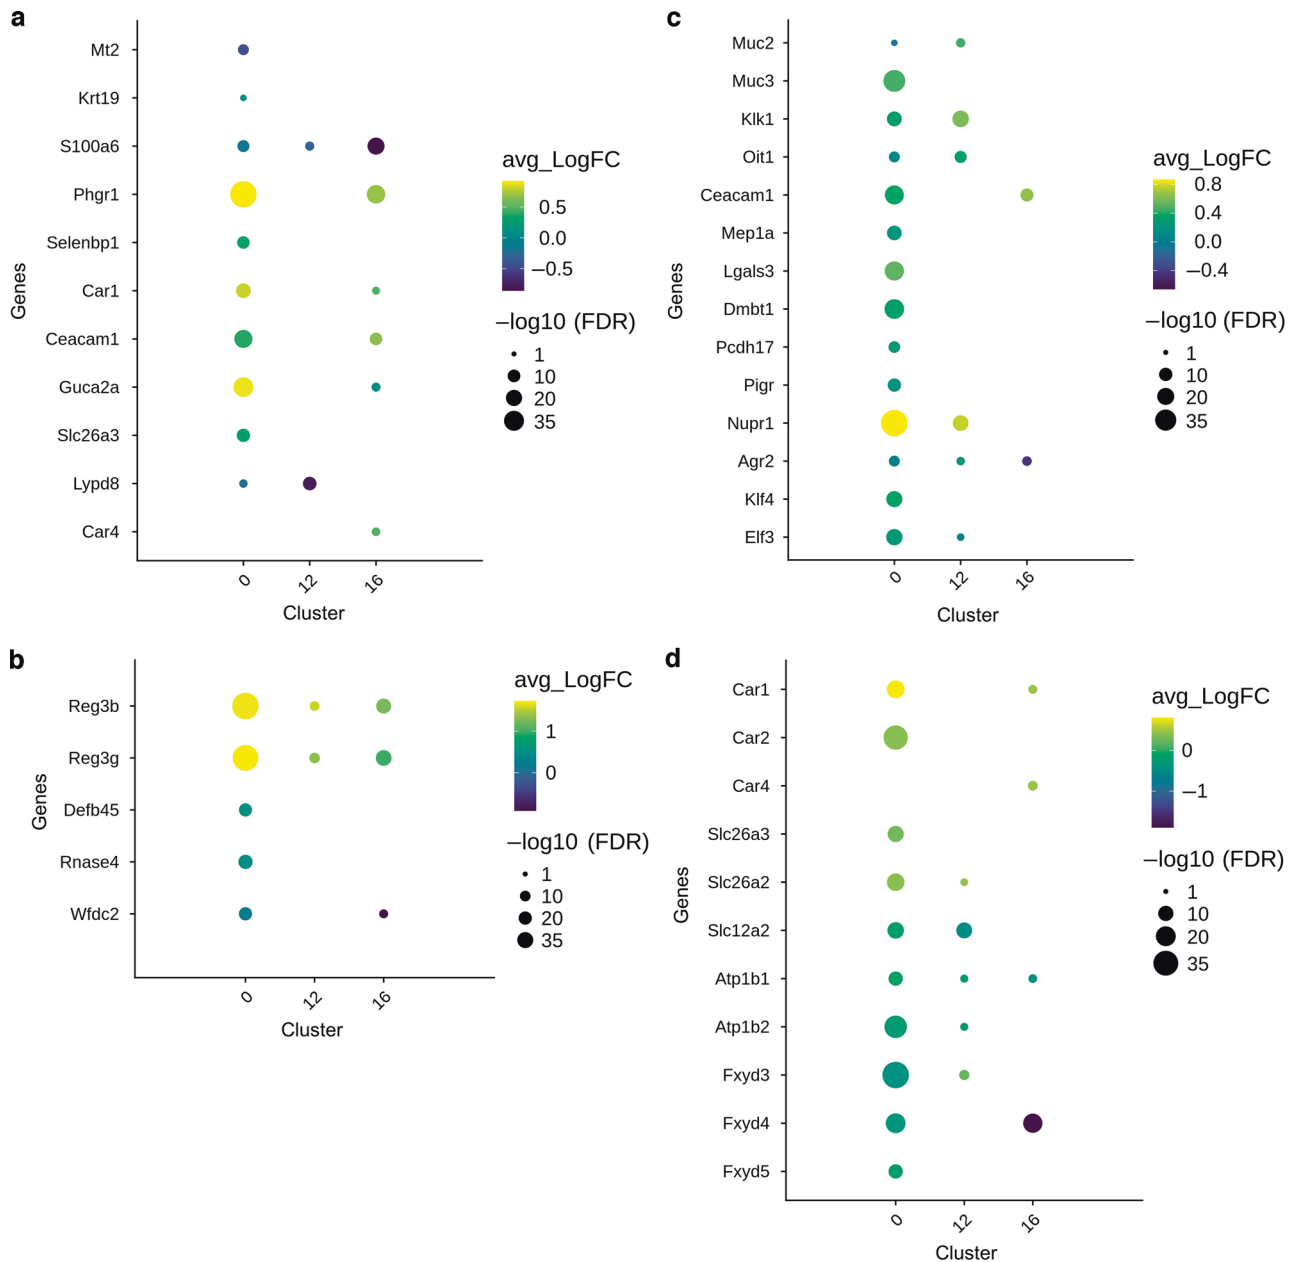 a
Mt2
Krt19
S100a6
Phgr1
Selenbp1
Car1
Ceacam1
Guca2a
Slc26a3
Lypd8
Car4
Genes
0
12
16
Cluster
avg_LogFC
0.5
0.0
−0.5
−log10 (FDR)
1
10
20
35
c
Muc2
Muc3
Klk1
Oit1
Ceacam1
Mep1a
Lgals3
Dmbt1
Pcdh17
Pigr
Nupr1
Agr2
Klf4
Elf3
Genes
0
12
16
Cluster
avg_LogFC
0.8
0.4
0.0
−0.4
−log10 (FDR)
1
10
20
35
b
Reg3b
Reg3g
Defb45
Rnase4
Wfdc2
Genes
0
12
16
Cluster
avg_LogFC
1
0
−log10 (FDR)
1
10
20
35
d
Car1
Car2
Car4
Slc26a3
Slc26a2
Slc12a2
Atp1b1
Atp1b2
Fxyd3
Fxyd4
Fxyd5
Genes
0
12
16
Cluster
avg_LogFC
0
−1
−log10 (FDR)
1
10
20
35